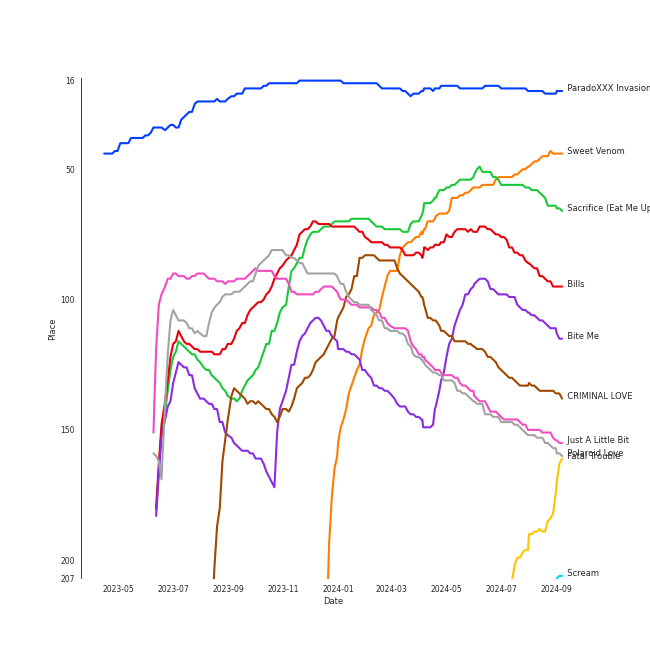 16
50
100
150
200
207
Place
2023-05
2023-07
2023-09
2023-11
2024-01
2024-03
2024-05
2024-07
2024-09
Date
ParadoXXX Invasion
Sweet Venom
Sacrifice (Eat Me Up
Bills
Bite Me
CRIMINAL LOVE
Just A Little Bit
Polaroid Love
Fatal Trouble
Scream